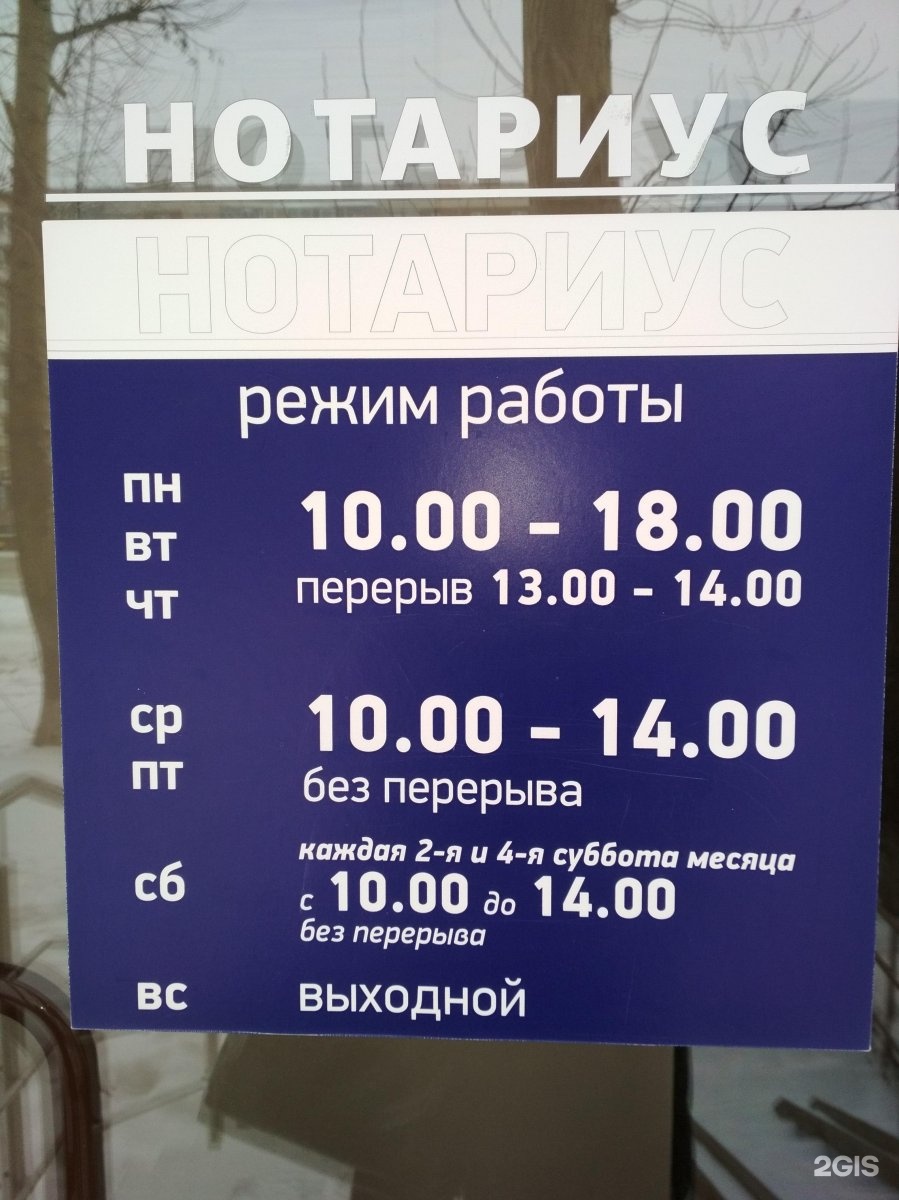 НОТАРИУС
НОТАРИУС
режим работы
пн
вт
чт
10.00 - 18.00
перерыв 13.00 - 14.00
ср
пт
10.00 - 14.00
без перерыва
сб
каждая 2-я и 4-я суббота месяца
с 10.00 до 14.00
без перерыва
вс выходной
2GIS